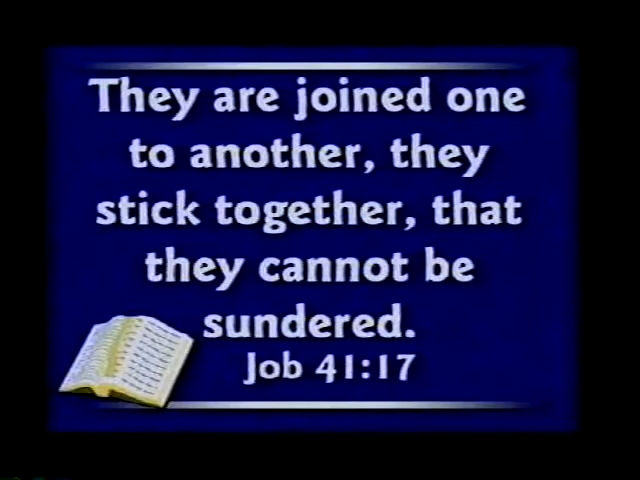 They are joined one
to another, they
stick together, that
they cannot be
sundered.
Job 41:17